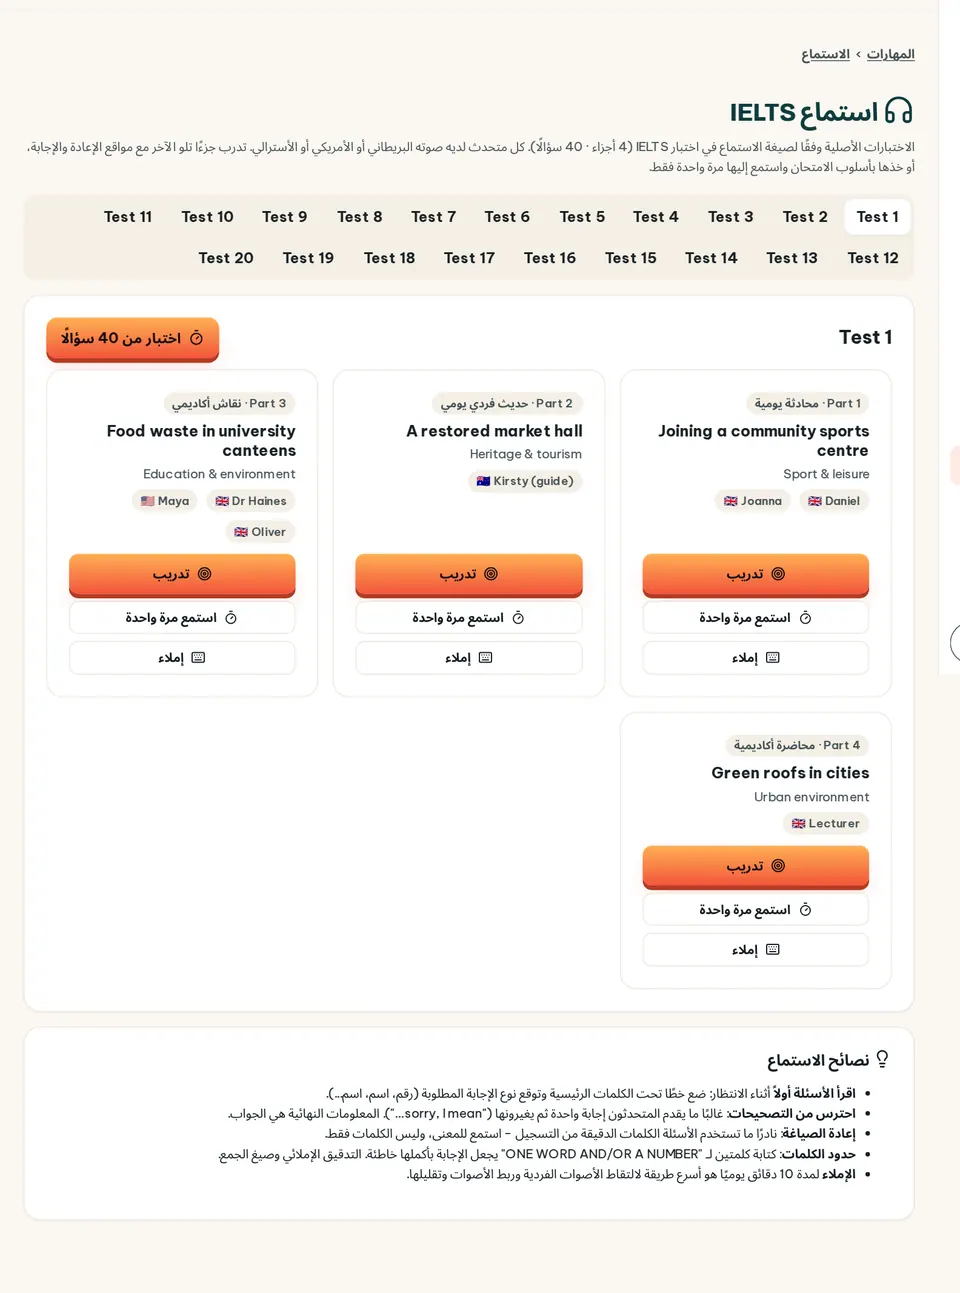 المهارات › الاستماع
استماع IELTS
الاختبارات الأصلية وفقًا لصيغة الاستماع في اختبار IELTS (4 أجزاء · 40 سؤالًا). كل متحدث لديه صوته البريطاني أو الأمريكي أو الأسترالي. تدرب جزءًا تلو الآخر مع مواقع الإعادة والإجابة،
أو خذها بأسلوب الامتحان واستمع إليها مرة واحدة فقط.
Test 1 Test 2 Test 3 Test 4 Test 5 Test 6 Test 7 Test 8 Test 9 Test 10 Test 11
Test 12 Test 13 Test 14 Test 15 Test 16 Test 17 Test 18 Test 19 Test 20
Test 1
اختبار من 40 سؤالًا
Part 1 · محادثة يومية
Joining a community sports
centre
Sport & leisure
🇬🇧 Daniel 🇬🇧 Joanna
تدريب
استمع مرة واحدة
إملاء
Part 2 · حديث فردي يومي
A restored market hall
Heritage & tourism
🇦🇺 Kirsty (guide)
تدريب
استمع مرة واحدة
إملاء
Part 3 · نقاش أكاديمي
Food waste in university
canteens
Education & environment
🇬🇧 Dr Haines 🇺🇸 Maya
🇬🇧 Oliver
تدريب
استمع مرة واحدة
إملاء
Part 4 · محاضرة أكاديمية
Green roofs in cities
Urban environment
🇬🇧 Lecturer
تدريب
استمع مرة واحدة
إملاء
نصائح الاستماع
• اقرأ الأسئلة أولاً أثناء الانتظار: ضع خطًا تحت الكلمات الرئيسية وتوقع نوع الإجابة المطلوبة (رقم، اسم، اسم...).
• احترس من التصحيحات: غالبًا ما يقدم المتحدثون إجابة واحدة ثم يغيرونها ("sorry, I mean..."). المعلومات النهائية هي الجواب.
• إعادة الصياغة: نادرًا ما تستخدم الأسئلة الكلمات الدقيقة من التسجيل – استمع للمعنى، وليس الكلمات فقط.
• حدود الكلمات: كتابة كلمتين لـ "ONE WORD AND/OR A NUMBER" يجعل الإجابة بأكملها خاطئة. التدقيق الإملائي وصيغ الجمع.
• الإملاء لمدة 10 دقائق يوميًا هو أسرع طريقة لالتقاط الأصوات الفردية وربط الأصوات وتقليلها.